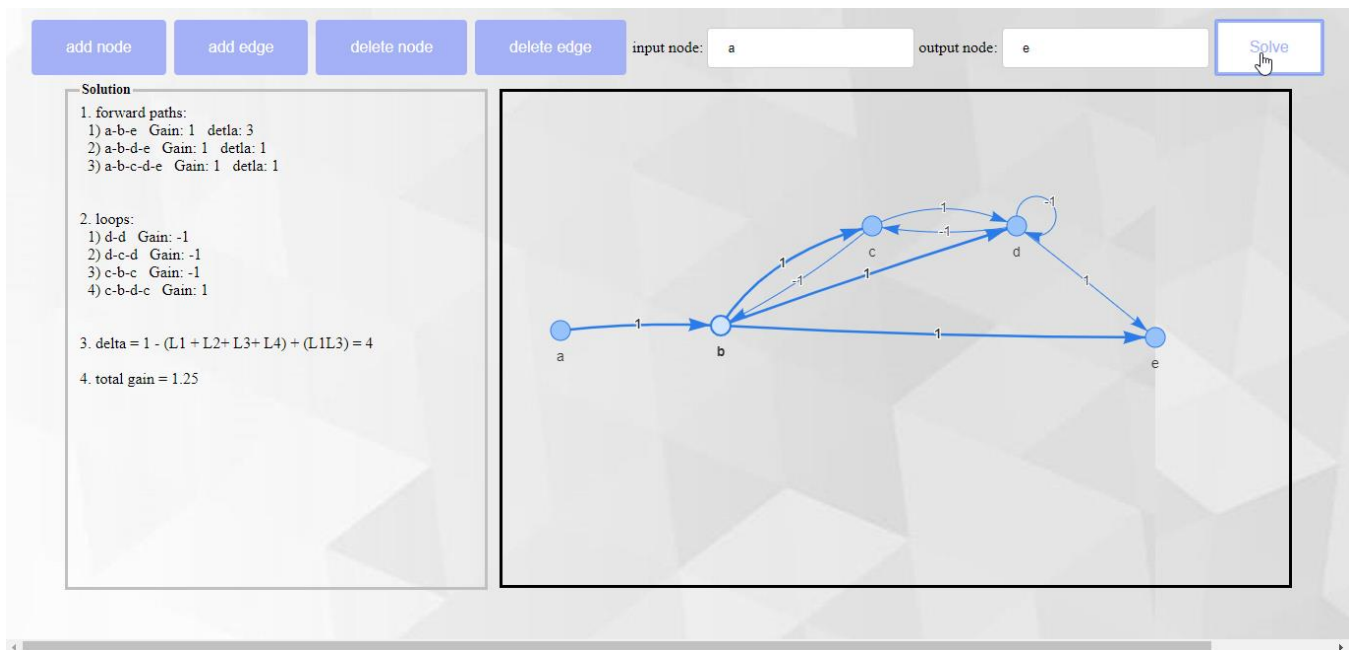 add node add edge delete node delete edge input node: a output node: e Solve
Solution
1. forward paths:
1) a-b-e Gain: 1 detla: 3
2) a-b-d-e Gain: 1 detla: 1
3) a-b-c-d-e Gain: 1 detla: 1
2. loops:
1) d-d Gain: -1
2) d-c-d Gain: -1
3) c-b-c Gain: -1
4) c-b-d-c Gain: 1
3. delta = 1 - (L1 + L2+ L3+ L4) + (L1L3) = 4
4. total gain = 1.25
-1
1
-1
c
d
1
1
-1
1
1
1
a
b
e